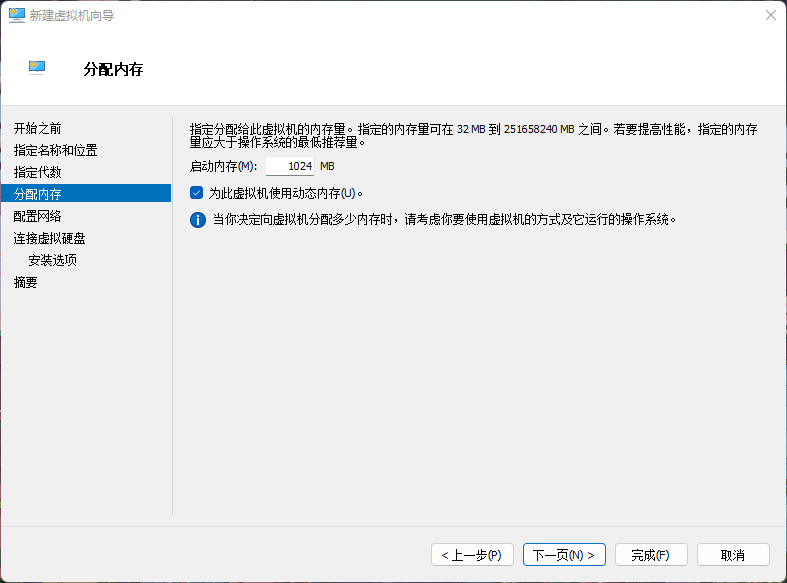 新建虚拟机向导
分配内存
开始之前
指定名称和位置
指定代数
分配内存
配置网络
连接虚拟硬盘
安装选项
摘要
指定分配给此虚拟机的内存量。指定的内存量可在 32 MB 到 251658240 MB 之间。若要提高性能，指定的内存
量应大于操作系统的最低推荐量。
启动内存(M): 1024 MB
为此虚拟机使用动态内存(U)。
当你决定向虚拟机分配多少内存时，请考虑你要使用虚拟机的方式及它运行的操作系统。
< 上一步(P) 下一页(N) > 完成(F) 取消